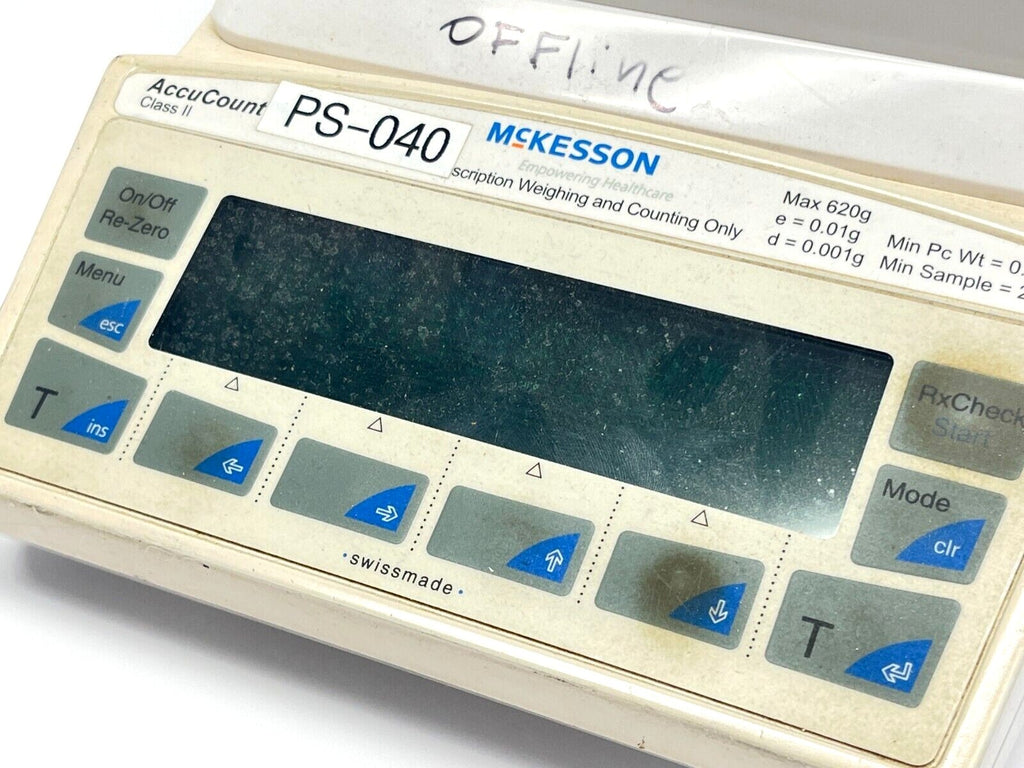 OFFline
AccuCount
Class II
PS-040
McKESSON
Empowering Healthcare
scription Weighing and Counting Only
Max 620g
e = 0.01g
d = 0.001g
Min Pc Wt = 0.
Min Sample = 2
On/Off
Re-Zero
Menu
esc
T
ins
RxCheck
Start
Mode
clr
T
swissmade